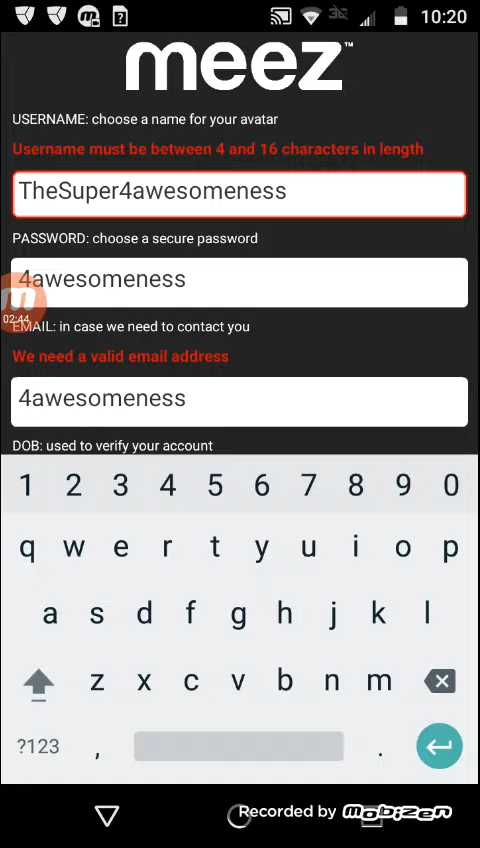 10:20
meez™
USERNAME: choose a name for your avatar
Username must be between 4 and 16 characters in length
TheSuper4awesomeness
PASSWORD: choose a secure password
4awesomeness
02:44
EMAIL: in case we need to contact you
We need a valid email address
4awesomeness
DOB: used to verify your account
1 2 3 4 5 6 7 8 9 0
q w e r t y u i o p
a s d f g h j k l
z x c v b n m
?123 , .
Recorded by mobizen